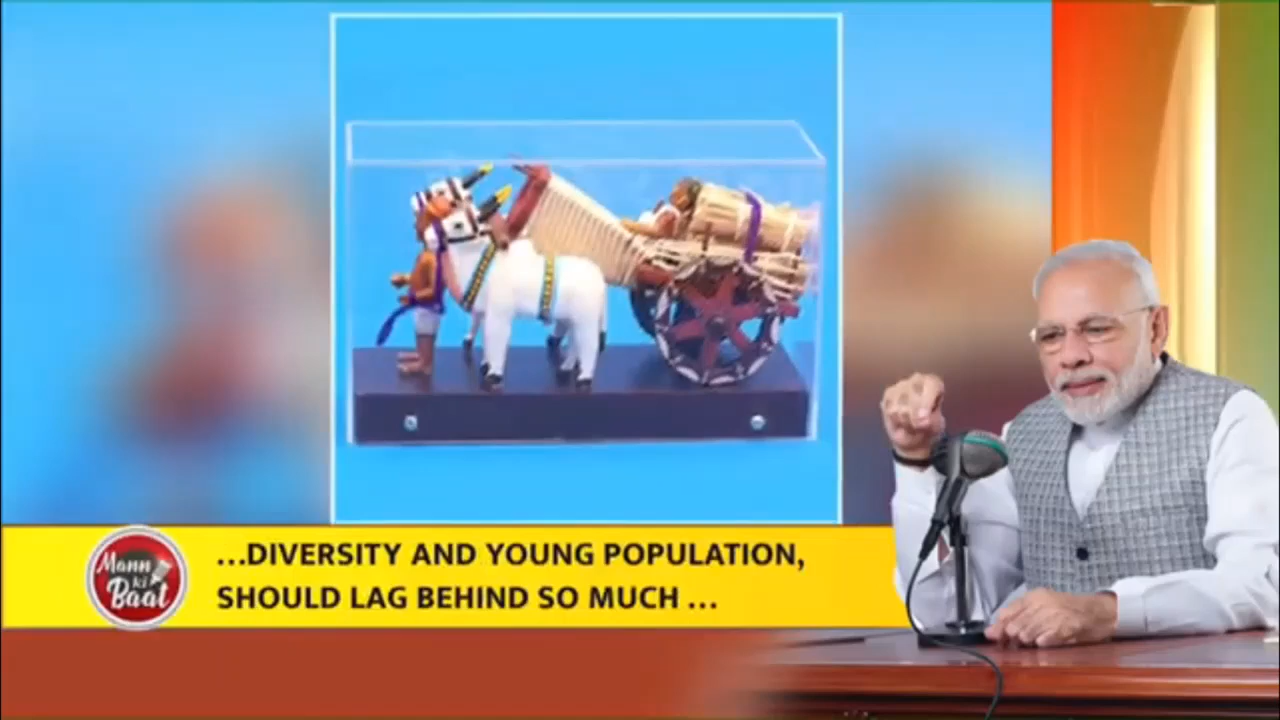 Mann
ki
Baat
...DIVERSITY AND YOUNG POPULATION,
SHOULD LAG BEHIND SO MUCH ...